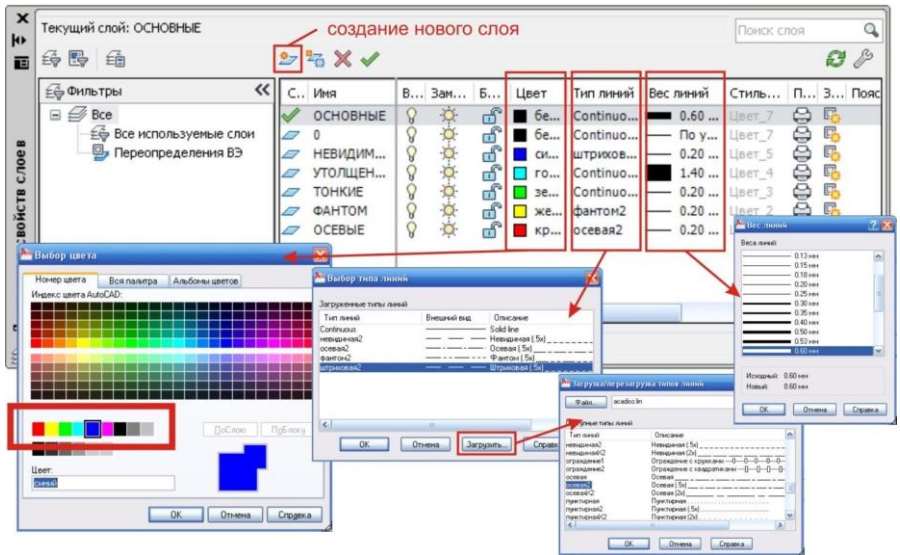 Текущий слой: ОСНОВНЫЕ
создание нового слоя
Поиск слоя
Фильтры
Все
Все используемые слои
Переопределения ВЭ
войств слоев
С.. Имя В... Зам... Б... Цвет Тип линий Вес линий Стиль... П... З... Пояс
ОСНОВНЫЕ бе... Continuo... 0.60 ... Цвет_7
0 бе... Continuo... По у... Цвет_7
НЕВИДИМ... си... штрихов... 0.20 ... Цвет_5
УТОЛЩЕН... го... Continuo... 1.40 ... Цвет_4
ТОНКИЕ зе... Continuo... 0.20 ... Цвет_3
ФАНТОМ же... фантом2 0.20 ... Цвет_2
ОСЕВЫЕ кр... осевая2 0.20 ...
Выбор цвета
Номер цвета Вся палитра Альбомы цветов
Индекс цвета AutoCAD:
ПоСлою ПоБлоку
Цвет:
синий
ОК Отмена Справка
Выбор типа линий
Загруженные типы линий
Тип линий Внешний вид Описание
Continuous Solid line
невидимая2 Невидимая (.5x)
осевая2 Осевая (.5x)
фантом2 Фантом (.5x)
штриховая2 Штриховая (.5x)
ОК Отмена Загрузить... Справк
Вес линий
Веса линий:
0.13 мм
0.15 мм
0.18 мм
0.20 мм
0.25 мм
0.30 мм
0.35 мм
0.40 мм
0.50 мм
0.53 мм
0.60 мм
Исходный: 0.60 мм
Новый: 0.60 мм
ОК Отмена Справка
Загрузка/перезагрузка типов линий
Файл... acadiso.lin
упные типы линий
Тип линий Описание
невидимая2 Невидимая (.5x)
невидимаяX2 Невидимая (2x)
ограждение1 Ограждение с кружками
ограждение2 Ограждение с квадратиками
осевая Осевая
осевая2 Осевая (.5x)
осеваяX2 Осевая (2x)
пунктирная Пунктирная
пунктирная2 Пунктирная (.5x)
пунктирнаяX2 Пунктирная (2x)
ОК Отмена Справка